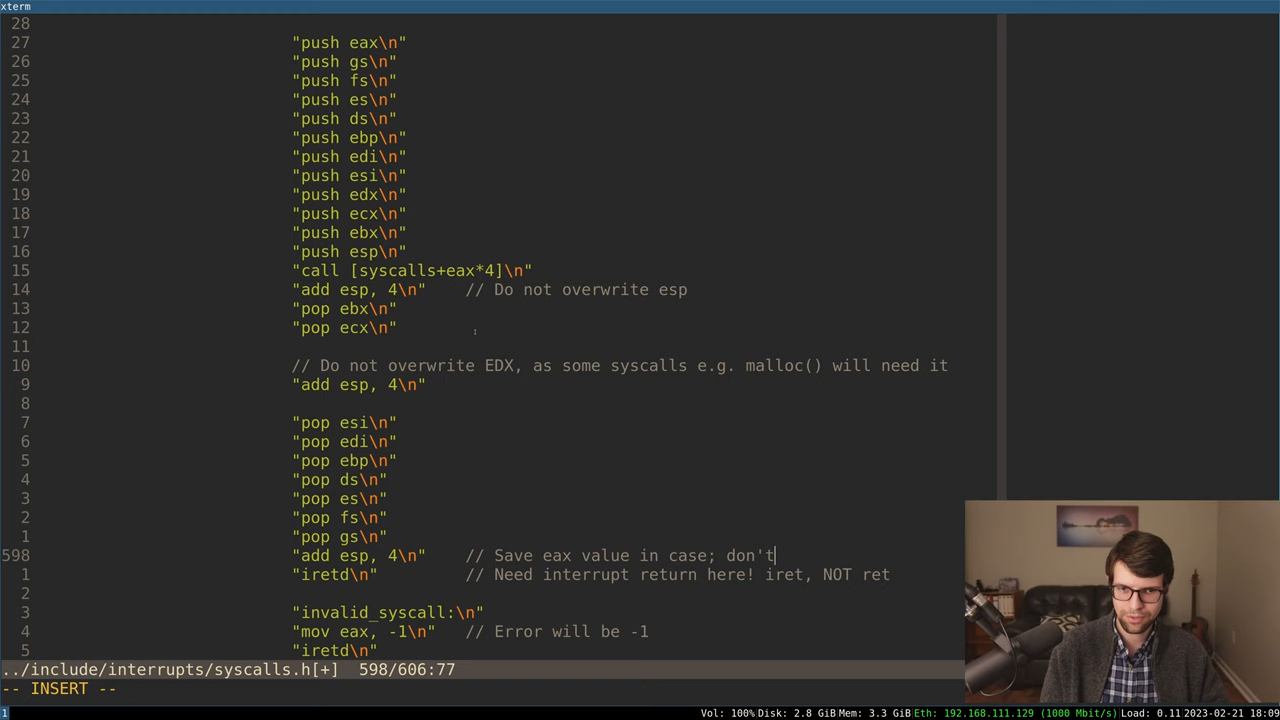 xterm
28
27 "push eax\n"
26 "push gs\n"
25 "push fs\n"
24 "push es\n"
23 "push ds\n"
22 "push ebp\n"
21 "push edi\n"
20 "push esi\n"
19 "push edx\n"
18 "push ecx\n"
17 "push ebx\n"
16 "push esp\n"
15 "call [syscalls+eax*4]\n"
14 "add esp, 4\n" // Do not overwrite esp
13 "pop ebx\n"
12 "pop ecx\n"
11
10 // Do not overwrite EDX, as some syscalls e.g. malloc() will need it
9 "add esp, 4\n"
8
7 "pop esi\n"
6 "pop edi\n"
5 "pop ebp\n"
4 "pop ds\n"
3 "pop es\n"
2 "pop fs\n"
1 "pop gs\n"
598 "add esp, 4\n" // Save eax value in case; don't
1 "iretd\n" // Need interrupt return here! iret, NOT ret
2
3 "invalid_syscall:\n"
4 "mov eax, -1\n" // Error will be -1
5 "iretd\n"
../include/interrupts/syscalls.h[+] 598/606:77
-- INSERT --
1 Vol: 100% Disk: 2.8 GiB Mem: 3.3 GiB Eth: 192.168.111.129 (1000 Mbit/s) Load: 0.11 2023-02-21 18:09